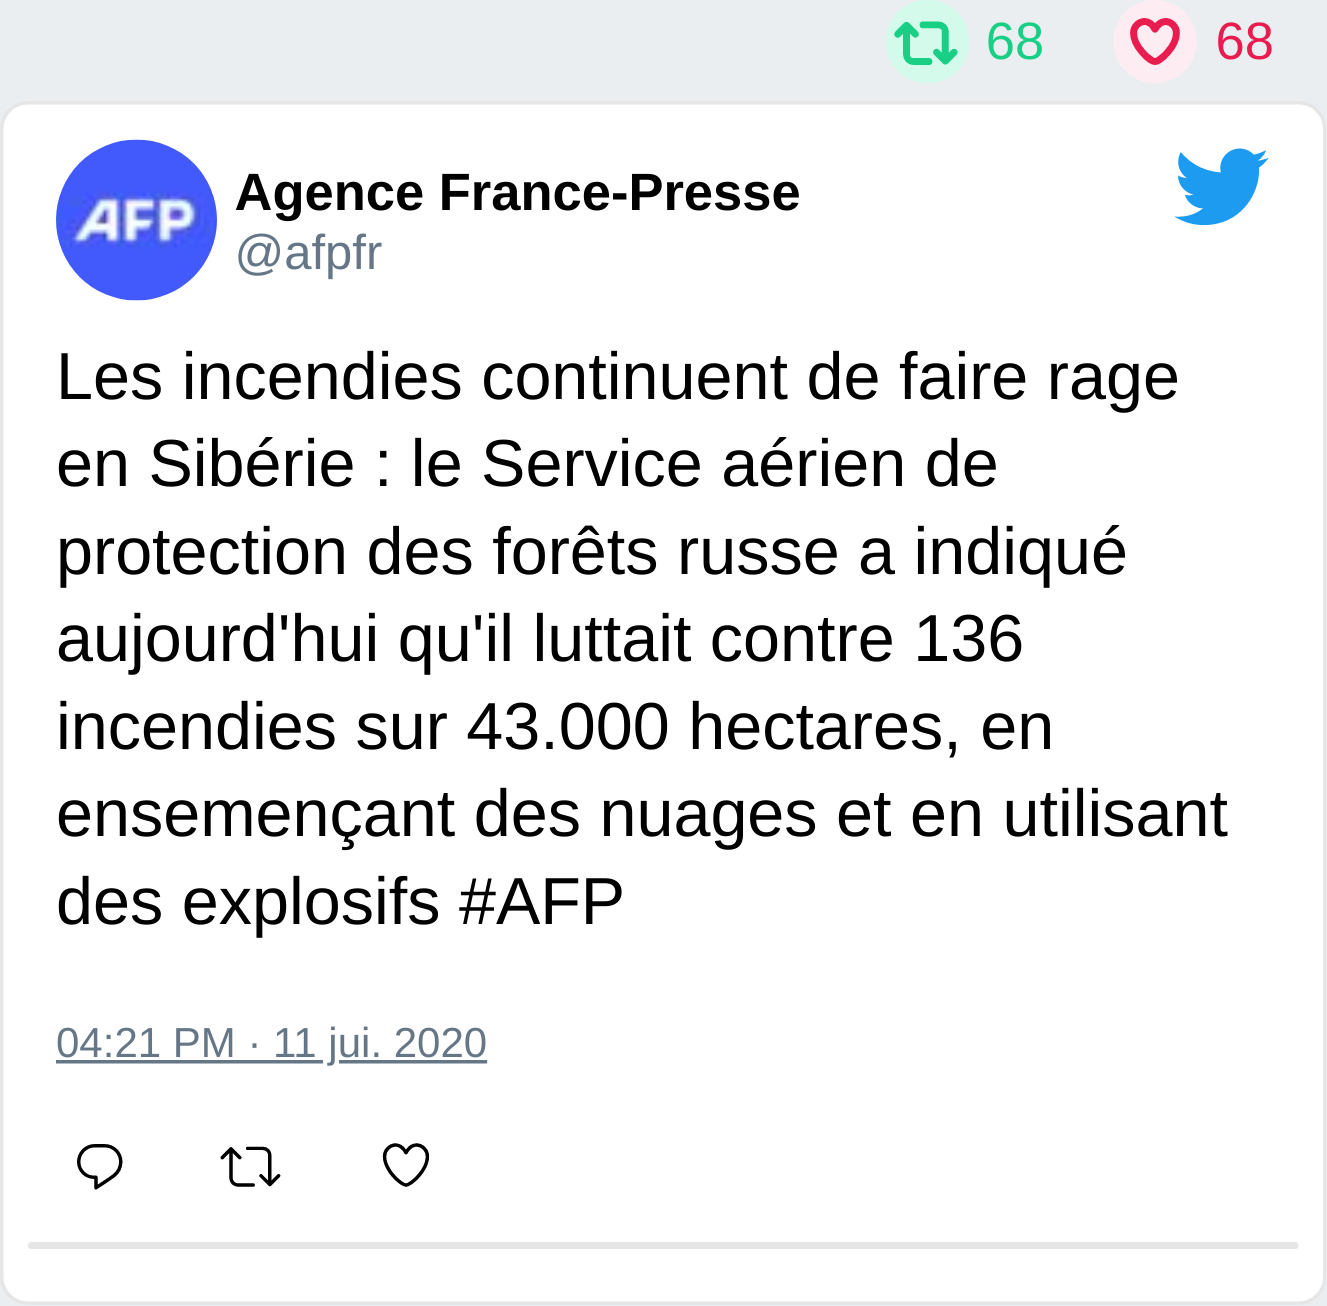 68 68
AFP
Agence France-Presse
@afpfr
Les incendies continuent de faire rage
en Sibérie : le Service aérien de
protection des forêts russe a indiqué
aujourd'hui qu'il luttait contre 136
incendies sur 43.000 hectares, en
ensemençant des nuages et en utilisant
des explosifs #AFP
04:21 PM · 11 jui. 2020